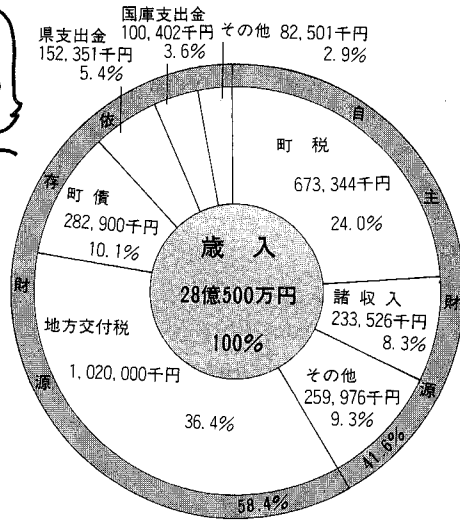 国庫支出金
100,402千円
3.6%
その他 82,501千円
2.9%
県支出金
152,351千円
5.4%
自主財源
41.6%
町税
673,344千円
24.0%
諸収入
233,526千円
8.3%
その他
259,976千円
9.3%
歳入
28億500万円
100%
依存財源
58.4%
町債
282,900千円
10.1%
地方交付税
1,020,000千円
36.4%